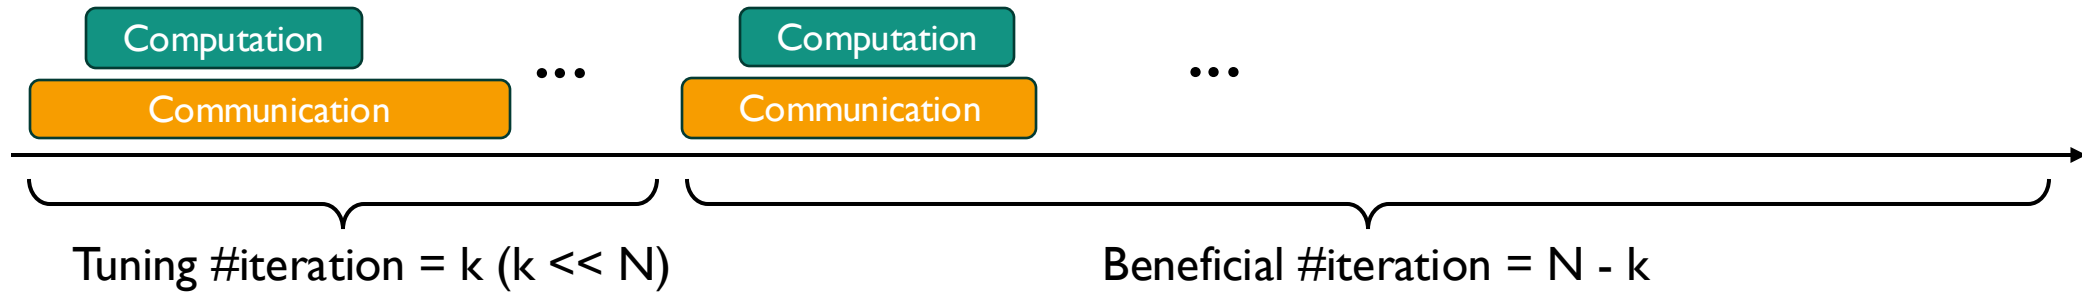 Computation
Communication
...
Computation
Communication
...
Tuning #iteration = k (k << N)
Beneficial #iteration = N - k